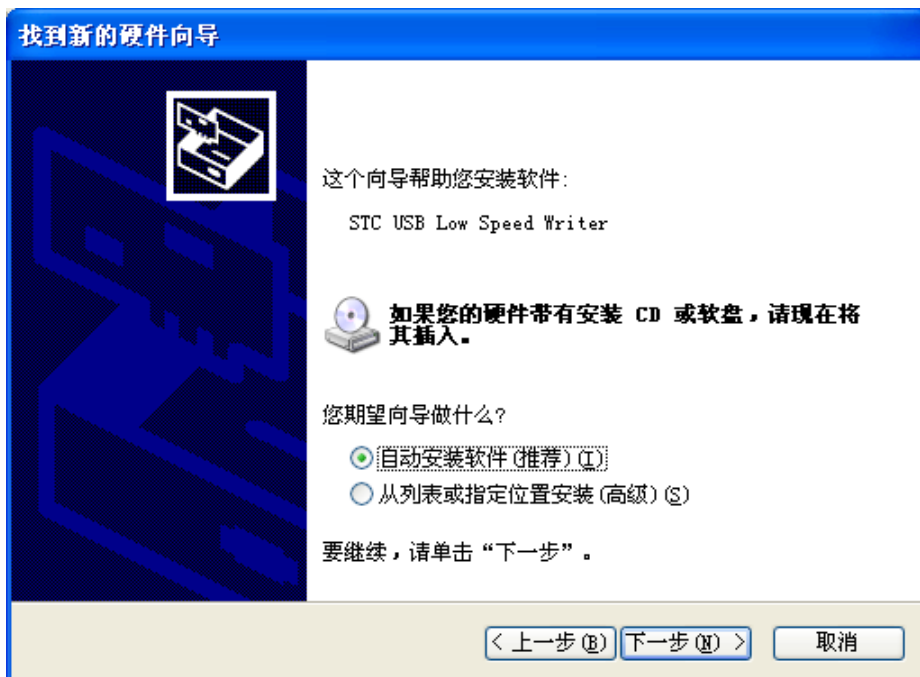 找到新的硬件向导
这个向导帮助您安装软件:
STC USB Low Speed Writer
如果您的硬件带有安装 CD 或软盘，请现在将
其插入。
您期望向导做什么?
自动安装软件(推荐)(I)
从列表或指定位置安装(高级)(S)
要继续，请单击“下一步”。
< 上一步(B)
下一步(N) >
取消